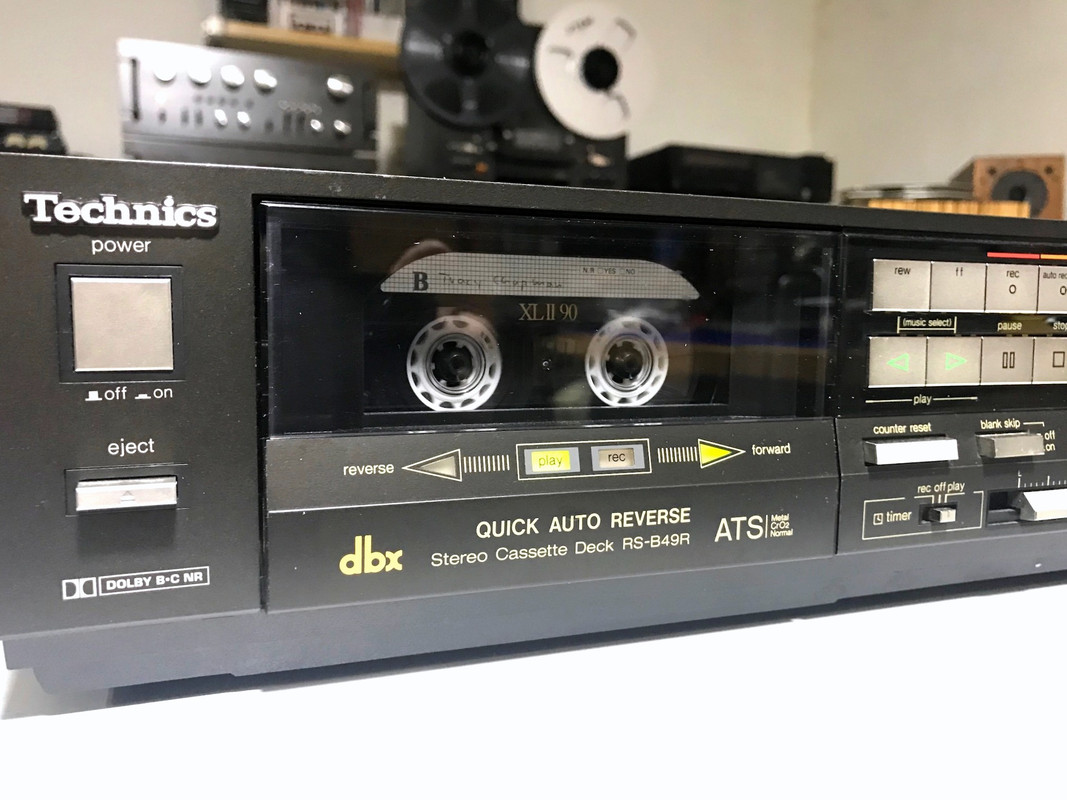 Technics
power
off on
eject
DOLBY B•C NR
B Tracy Chapman
N.R YES NO
XL II 90
reverse
play
rec
forward
QUICK AUTO REVERSE
dbx
Stereo Cassette Deck RS-B49R
ATS
Metal
CrO2
Normal
rew
ff
rec
auto rec
(music select)
pause
play
counter reset
blank skip
off
on
rec off play
timer